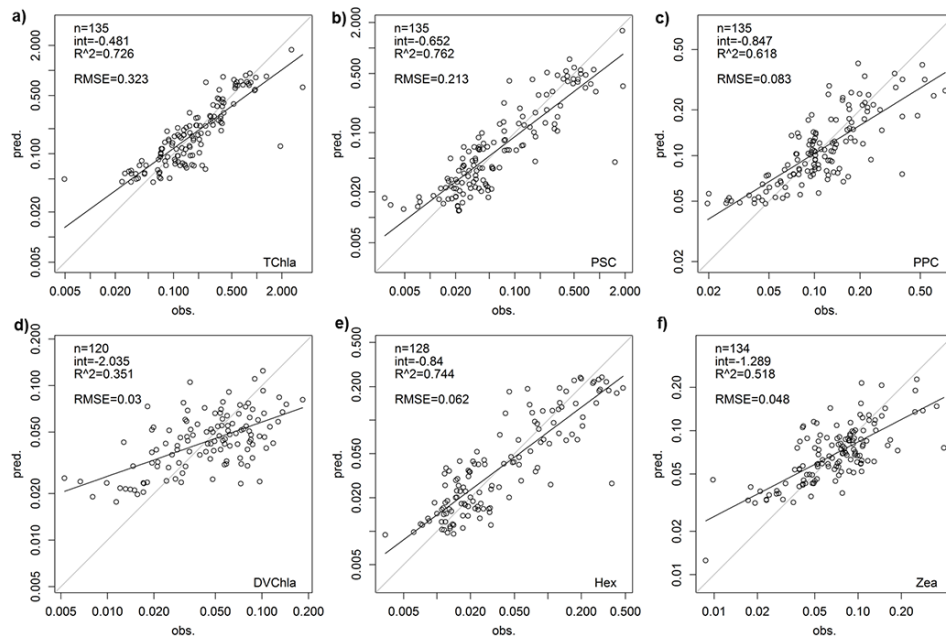 a)
n=135
int=-0.481
R^2=0.726
RMSE=0.323
pred.
2.000
0.500
0.100
0.020
0.005
TChla
0.005 0.020 0.100 0.500 2.000
obs.
b)
n=135
int=-0.652
R^2=0.762
RMSE=0.213
pred.
2.000
0.500
0.100
0.020
0.005
PSC
0.005 0.020 0.100 0.500 2.000
obs.
c)
n=135
int=-0.847
R^2=0.618
RMSE=0.083
pred.
0.50
0.20
0.10
0.05
0.02
PPC
0.02 0.05 0.10 0.20 0.50
obs.
d)
n=120
int=-2.035
R^2=0.351
RMSE=0.03
pred.
0.200
0.100
0.050
0.020
0.010
0.005
DVChla
0.005 0.010 0.020 0.050 0.100 0.200
obs.
e)
n=128
int=-0.84
R^2=0.744
RMSE=0.062
pred.
0.500
0.200
0.050
0.020
0.005
Hex
0.005 0.020 0.050 0.200 0.500
obs.
f)
n=134
int=-1.289
R^2=0.518
RMSE=0.048
pred.
0.20
0.10
0.05
0.02
0.01
Zea
0.01 0.02 0.05 0.10 0.20
obs.